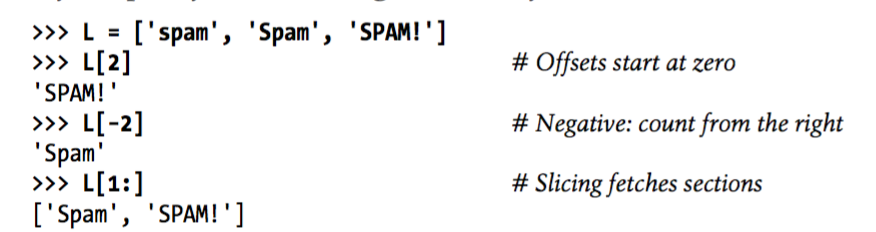 >>> L = ['spam', 'Spam', 'SPAM!']
>>> L[2] # Offsets start at zero
'SPAM!'
>>> L[-2] # Negative: count from the right
'Spam'
>>> L[1:] # Slicing fetches sections
['Spam', 'SPAM!']